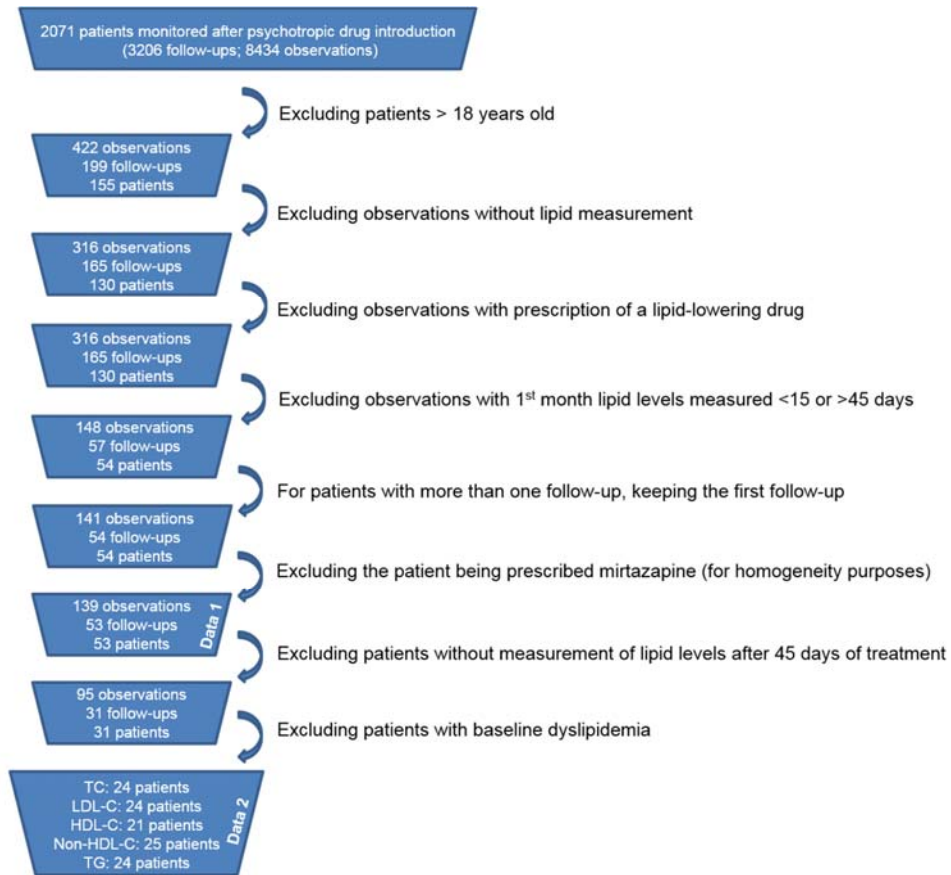 2071 patients monitored after psychotropic drug introduction
(3206 follow-ups; 8434 observations)
Excluding patients > 18 years old
422 observations
199 follow-ups
155 patients
Excluding observations without lipid measurement
316 observations
165 follow-ups
130 patients
Excluding observations with prescription of a lipid-lowering drug
316 observations
165 follow-ups
130 patients
Excluding observations with 1st month lipid levels measured <15 or >45 days
148 observations
57 follow-ups
54 patients
For patients with more than one follow-up, keeping the first follow-up
141 observations
54 follow-ups
54 patients
Excluding the patient being prescribed mirtazapine (for homogeneity purposes)
139 observations
53 follow-ups
53 patients
Data 1
Excluding patients without measurement of lipid levels after 45 days of treatment
95 observations
31 follow-ups
31 patients
Excluding patients with baseline dyslipidemia
TC: 24 patients
LDL-C: 24 patients
HDL-C: 21 patients
Non-HDL-C: 25 patients
TG: 24 patients
Data 2